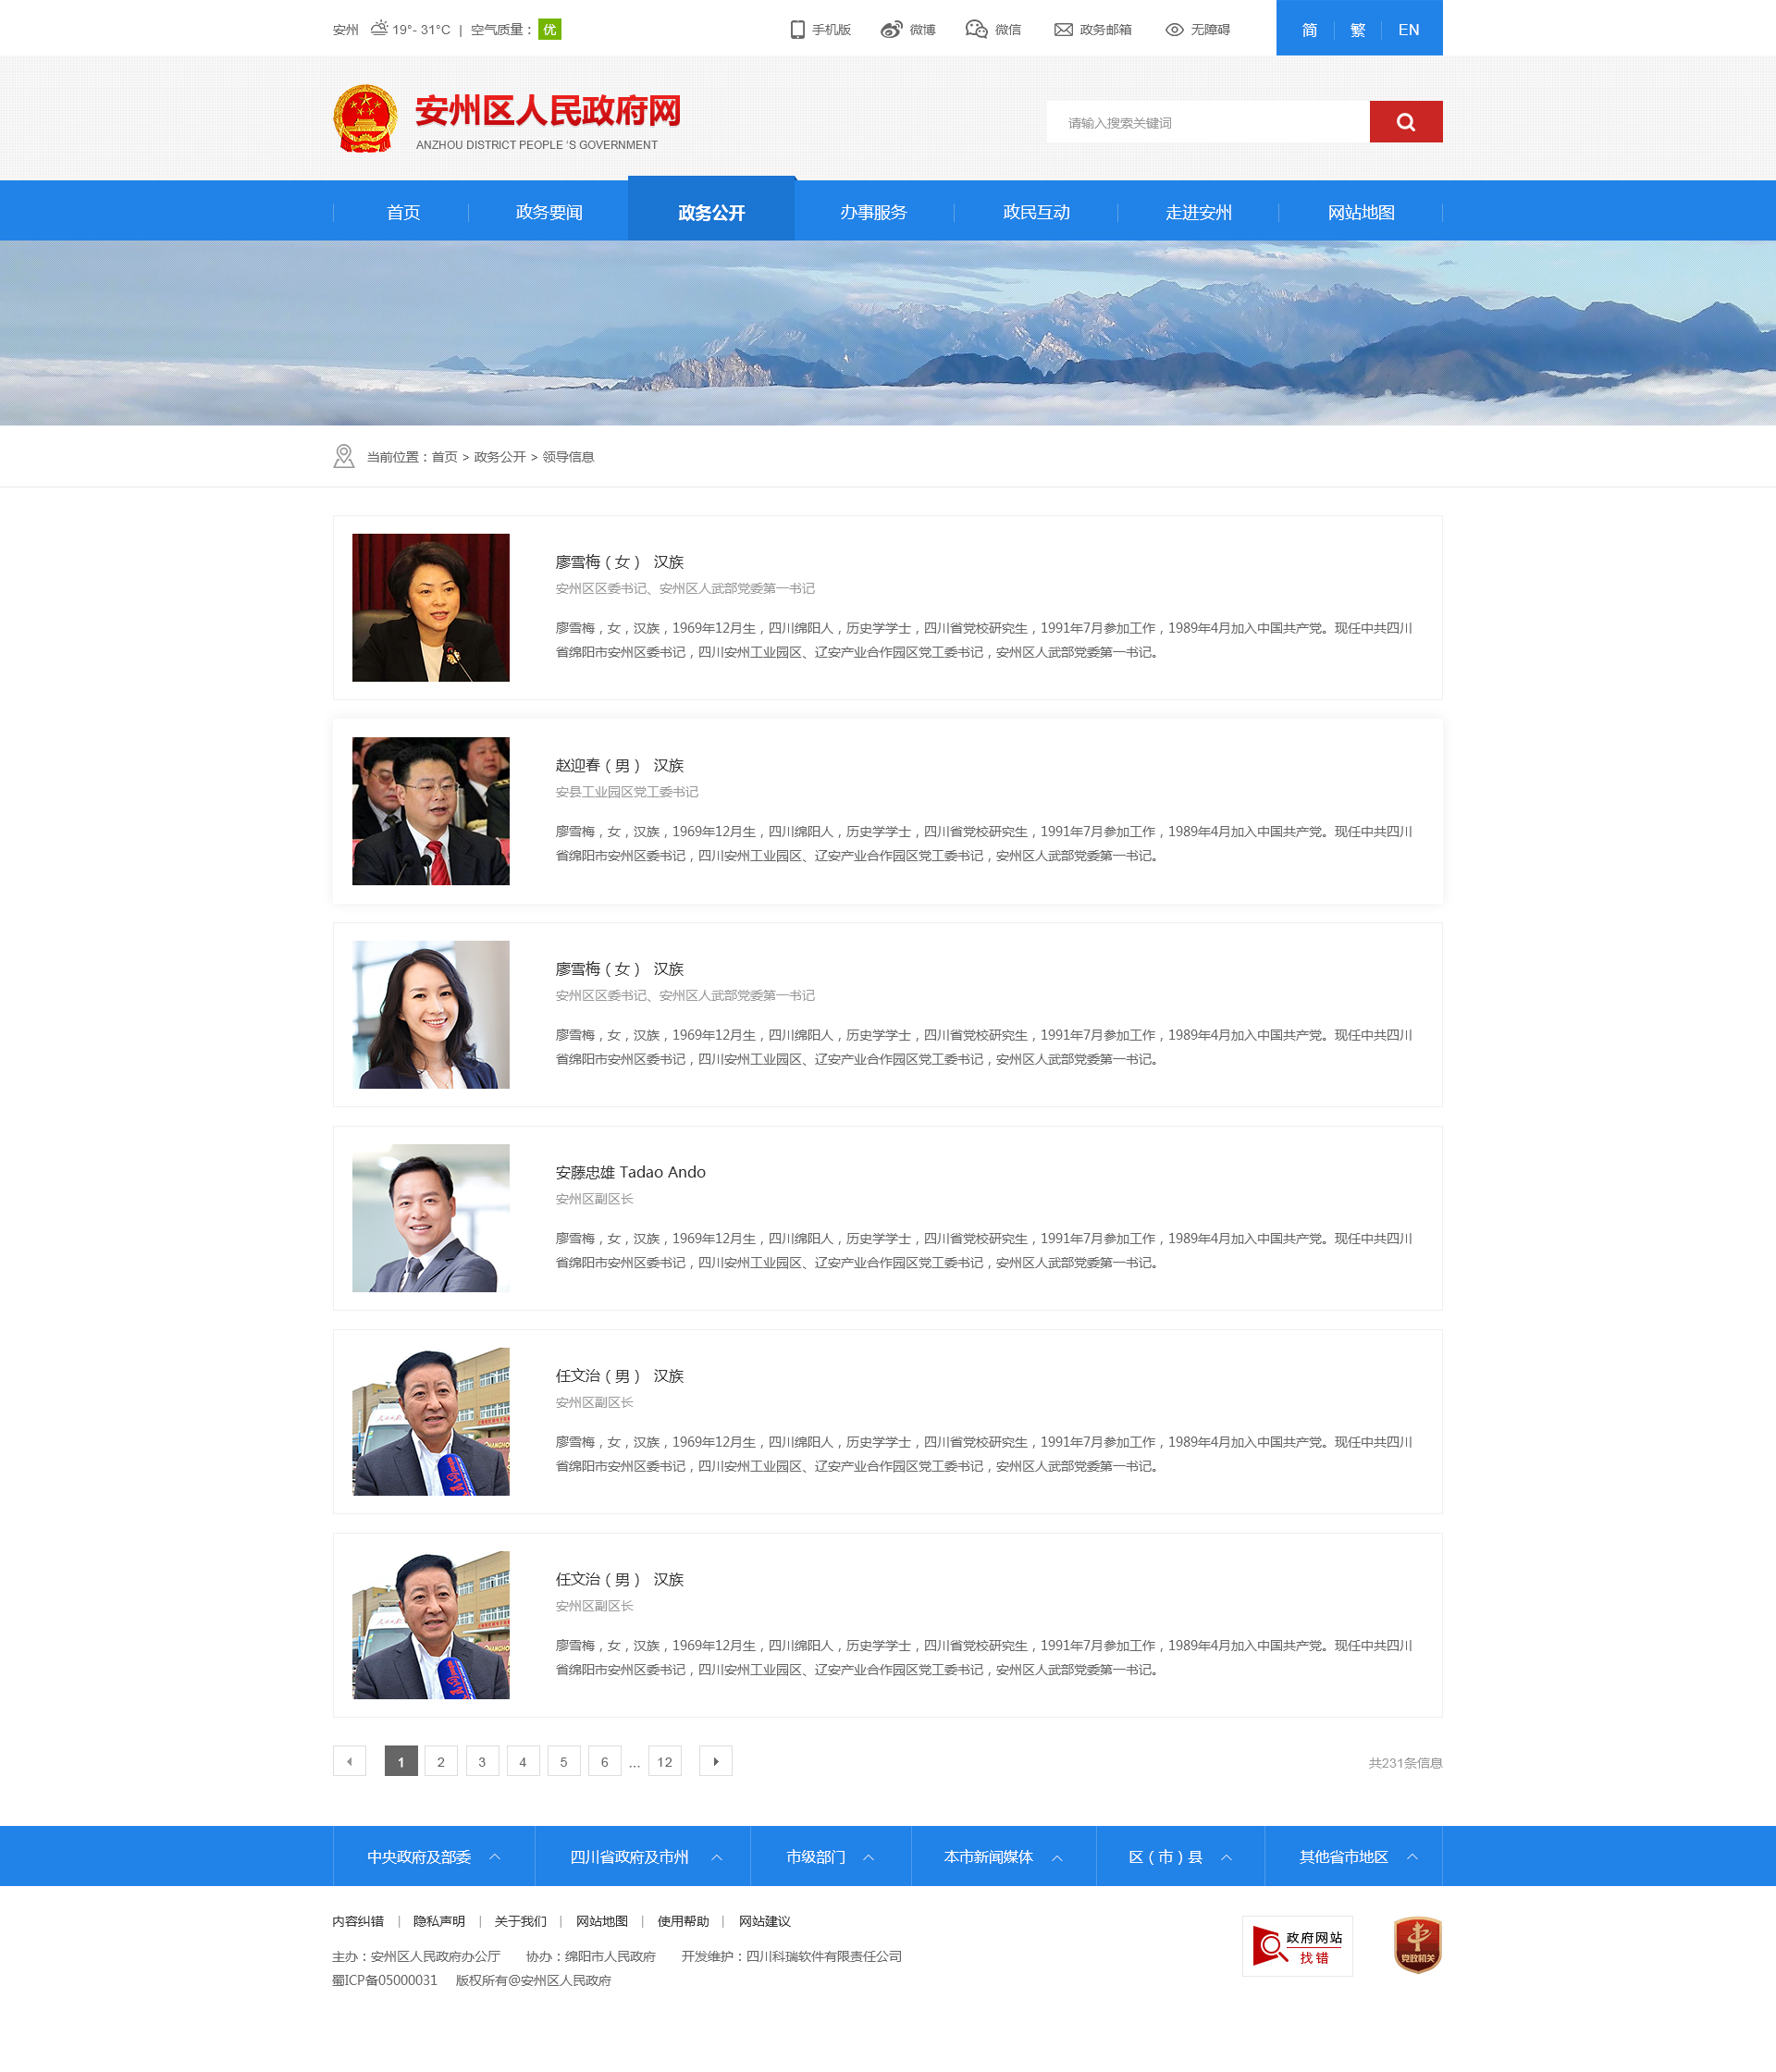 安州 19°- 31°C | 空气质量： 优
手机版 微博 微信 政务邮箱 无障碍 简 繁 EN
安州区人民政府网
ANZHOU DISTRICT PEOPLE 'S GOVERNMENT
请输入搜索关键词
首页 政务要闻 政务公开 办事服务 政民互动 走进安州 网站地图
当前位置：首页 > 政务公开 > 领导信息
廖雪梅（女） 汉族
安州区区委书记、安州区人武部党委第一书记
廖雪梅，女，汉族，1969年12月生，四川绵阳人，历史学学士，四川省党校研究生，1991年7月参加工作，1989年4月加入中国共产党。现任中共四川
省绵阳市安州区委书记，四川安州工业园区、辽安产业合作园区党工委书记，安州区人武部党委第一书记。
赵迎春（男） 汉族
安县工业园区党工委书记
廖雪梅，女，汉族，1969年12月生，四川绵阳人，历史学学士，四川省党校研究生，1991年7月参加工作，1989年4月加入中国共产党。现任中共四川
省绵阳市安州区委书记，四川安州工业园区、辽安产业合作园区党工委书记，安州区人武部党委第一书记。
廖雪梅（女） 汉族
安州区区委书记、安州区人武部党委第一书记
廖雪梅，女，汉族，1969年12月生，四川绵阳人，历史学学士，四川省党校研究生，1991年7月参加工作，1989年4月加入中国共产党。现任中共四川
省绵阳市安州区委书记，四川安州工业园区、辽安产业合作园区党工委书记，安州区人武部党委第一书记。
安藤忠雄 Tadao Ando
安州区副区长
廖雪梅，女，汉族，1969年12月生，四川绵阳人，历史学学士，四川省党校研究生，1991年7月参加工作，1989年4月加入中国共产党。现任中共四川
省绵阳市安州区委书记，四川安州工业园区、辽安产业合作园区党工委书记，安州区人武部党委第一书记。
任文治（男） 汉族
安州区副区长
廖雪梅，女，汉族，1969年12月生，四川绵阳人，历史学学士，四川省党校研究生，1991年7月参加工作，1989年4月加入中国共产党。现任中共四川
省绵阳市安州区委书记，四川安州工业园区、辽安产业合作园区党工委书记，安州区人武部党委第一书记。
任文治（男） 汉族
安州区副区长
廖雪梅，女，汉族，1969年12月生，四川绵阳人，历史学学士，四川省党校研究生，1991年7月参加工作，1989年4月加入中国共产党。现任中共四川
省绵阳市安州区委书记，四川安州工业园区、辽安产业合作园区党工委书记，安州区人武部党委第一书记。
1 2 3 4 5 6 ... 12
共231条信息
中央政府及部委 四川省政府及市州 市级部门 本市新闻媒体 区（市）县 其他省市地区
内容纠错 | 隐私声明 | 关于我们 | 网站地图 | 使用帮助 | 网站建议
主办：安州区人民政府办公厅 协办：绵阳市人民政府 开发维护：四川科瑞软件有限责任公司
蜀ICP备05000031 版权所有@安州区人民政府
政府网站
找错
党政机关